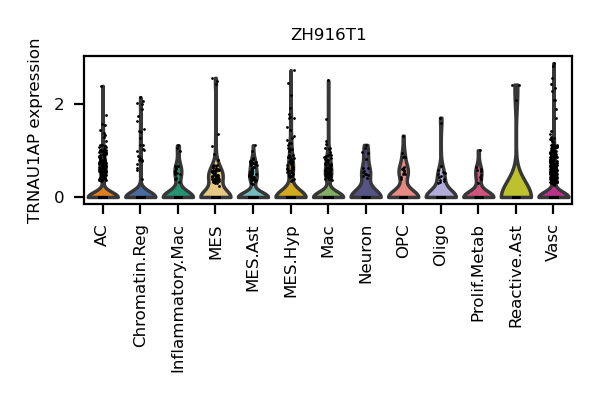 ZH916T1
TRNAU1AP expression
2
0
AC
Chromatin.Reg
Inflammatory.Mac
MES
MES.Ast
MES.Hyp
Mac
Neuron
OPC
Oligo
Prolif.Metab
Reactive.Ast
Vasc